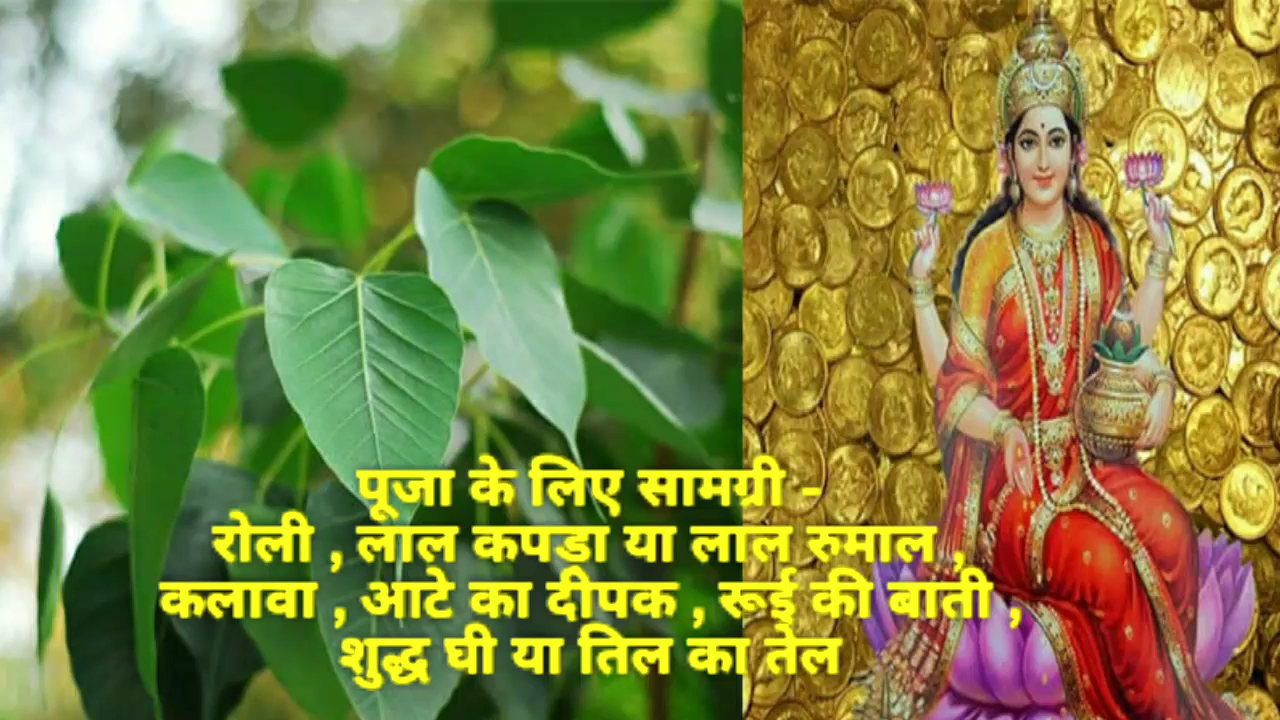 पूजा के लिए सामग्री -
रोली , लाल कपड़ा या लाल रुमाल ,
कलावा , आटे का दीपक , रूई की बाती ,
शुद्ध घी या तिल का तेल